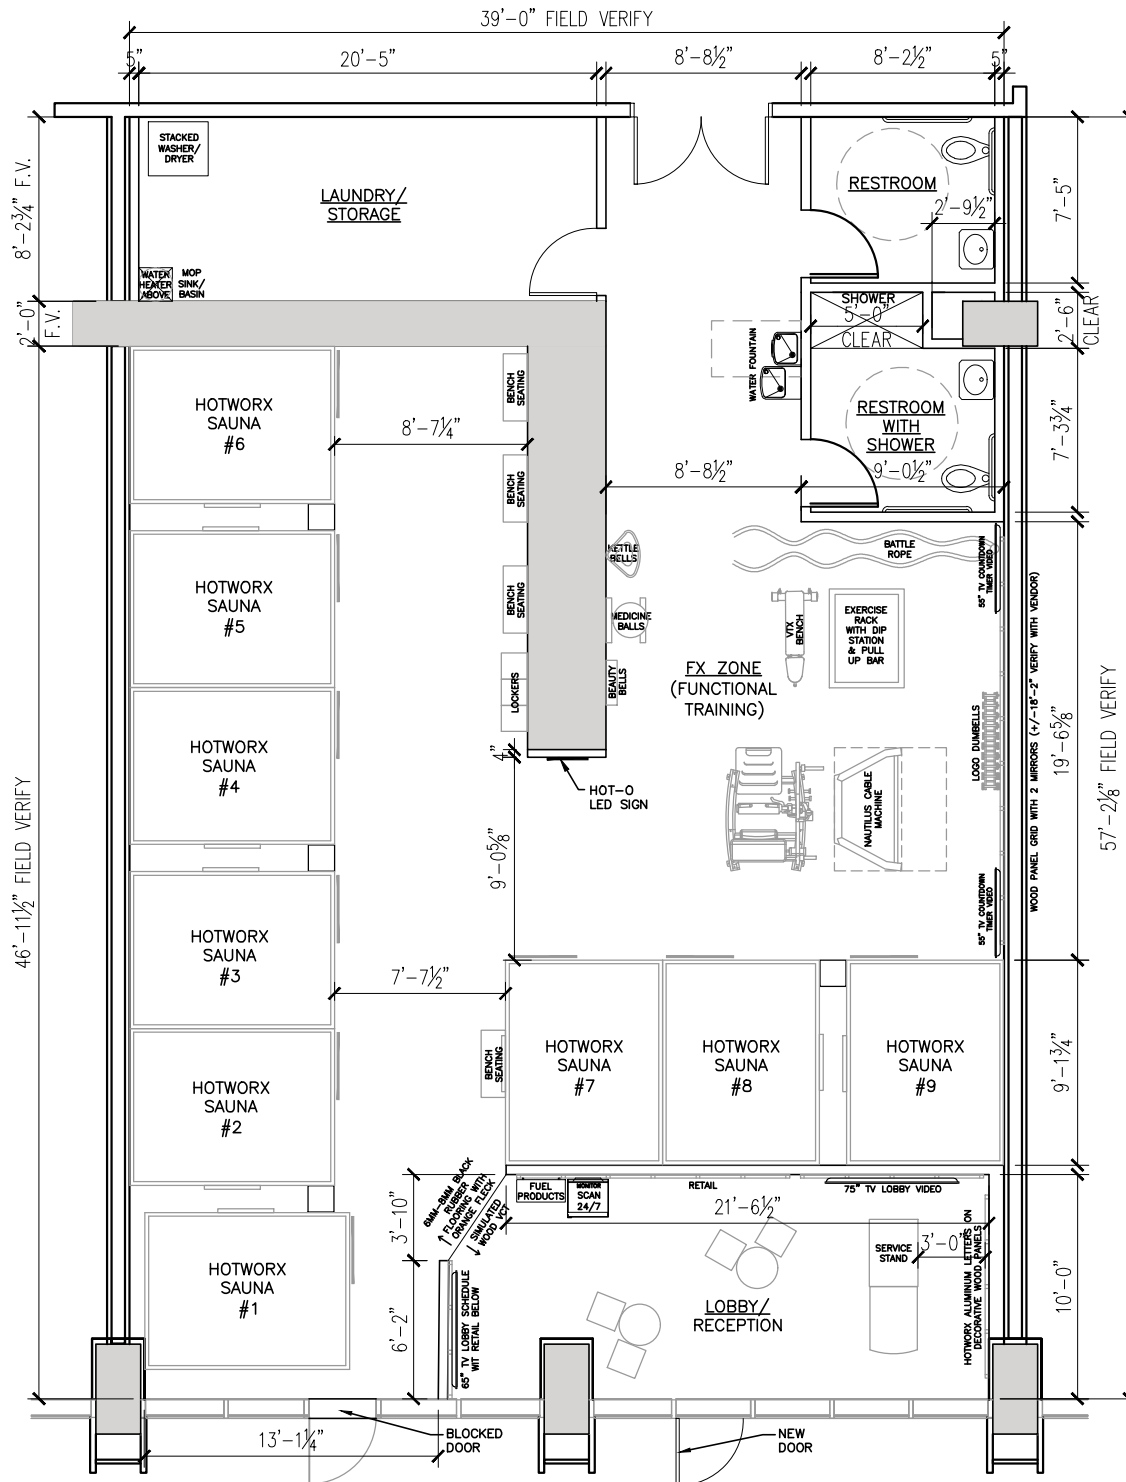 39'-0" FIELD VERIFY
5"
20'-5"
8'-8½"
8'-2½"
5"
STACKED
WASHER/
DRYER
LAUNDRY/
STORAGE
RESTROOM
2'-9½"
7'-5"
8'-2¾" F.V.
WATER
HEATER
ABOVE
MOP
SINK/
BASIN
2'-0"
F.V.
SHOWER
5'-0"
CLEAR
2'-6"
CLEAR
WATER FOUNTAIN
HOTWORX
SAUNA
#6
8'-7¼"
BENCH
SEATING
RESTROOM
WITH
SHOWER
7'-3¾"
8'-8½"
9'-0½"
BENCH
SEATING
BATTLE
ROPE
KETTLE
BELLS
55" TV COUNTDOWN
TIMER VIDEO
HOTWORX
SAUNA
#5
BENCH
SEATING
MEDICINE
BALLS
VTX
BENCH
EXERCISE
RACK
WITH DIP
STATION
& PULL
UP BAR
LOCKERS
BEAUTY
BELLS
FX ZONE
(FUNCTIONAL
TRAINING)
LOGO DUMBELLS
WOOD PANEL GRID WITH 2 MIRRORS (+/-18'-2" VERIFY WITH VENDOR)
19'-6⅝"
57'-2⅛" FIELD VERIFY
HOTWORX
SAUNA
#4
4"
HOT-O
LED SIGN
NAUTILUS CABLE
MACHINE
9'-0⅝"
46'-11½" FIELD VERIFY
55" TV COUNTDOWN
TIMER VIDEO
HOTWORX
SAUNA
#3
7'-7½"
HOTWORX
SAUNA
#2
BENCH
SEATING
HOTWORX
SAUNA
#7
HOTWORX
SAUNA
#8
HOTWORX
SAUNA
#9
9'-1¾"
6MM-8MM BLACK
RUBBER
FLOORING WITH
ORANGE FLECK
SIMULATED
WOOD VCT
FUEL
PRODUCTS
MONITOR
SCAN
24/7
RETAIL
75" TV LOBBY VIDEO
3'-10"
21'-6½"
SERVICE
STAND
3'-0"
HOTWORX ALUMINUM LETTERS ON
DECORATIVE WOOD PANELS
HOTWORX
SAUNA
#1
6'-2"
65" TV LOBBY SCHEDULE
WIT RETAIL BELOW
LOBBY/
RECEPTION
10'-0"
13'-1¼"
BLOCKED
DOOR
NEW
DOOR